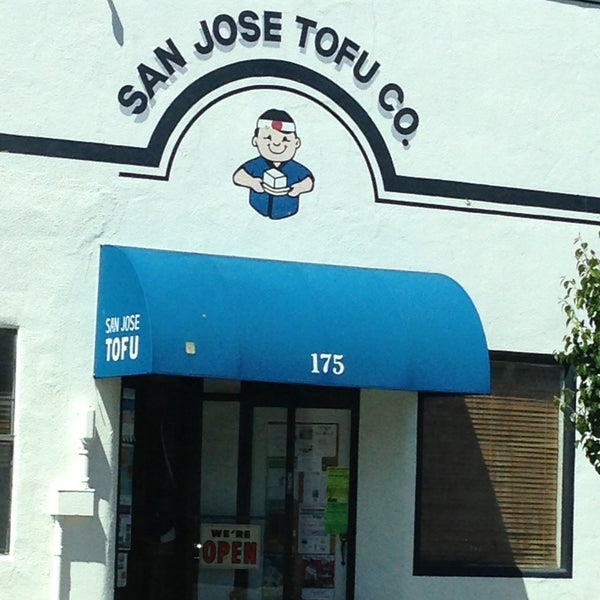 SAN JOSE TOFU CO.
SAN JOSE
TOFU
175
WE'RE
OPEN